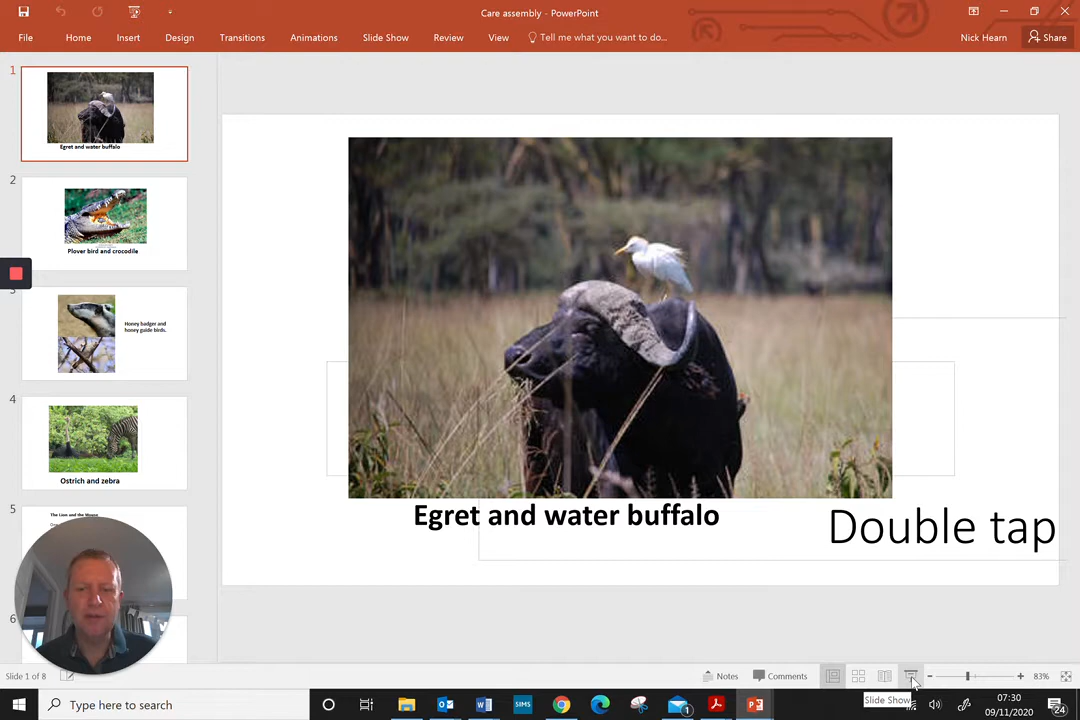 Care assembly - PowerPoint
File Home Insert Design Transitions Animations Slide Show Review View Tell me what you want to do... Nick Hearn Share
1
Egret and water buffalo
2
Plover bird and crocodile
3
Honey badger and
honey guide birds.
4
Ostrich and zebra
5
The Lion and the Mouse
6
Egret and water buffalo
Double tap
Slide 1 of 8
Notes Comments 83%
Slide Show
Type here to search
SIMS
1
07:30
09/11/2020
24